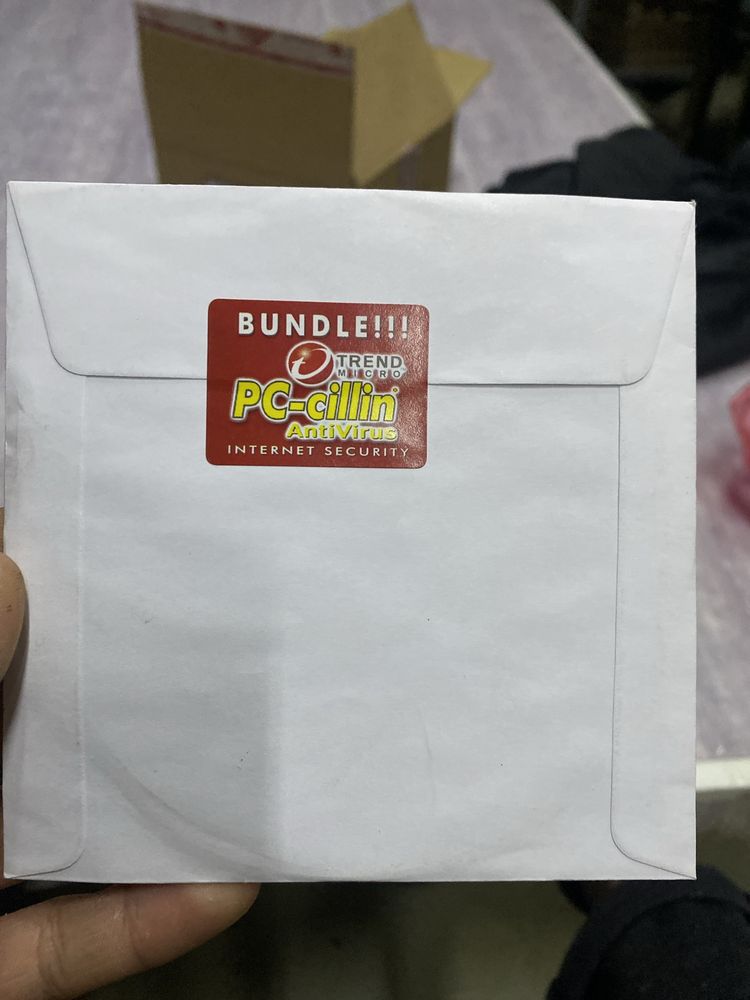 BUNDLE!!!
TREND
MICRO
PC-cillin
AntiVirus
INTERNET SECURITY